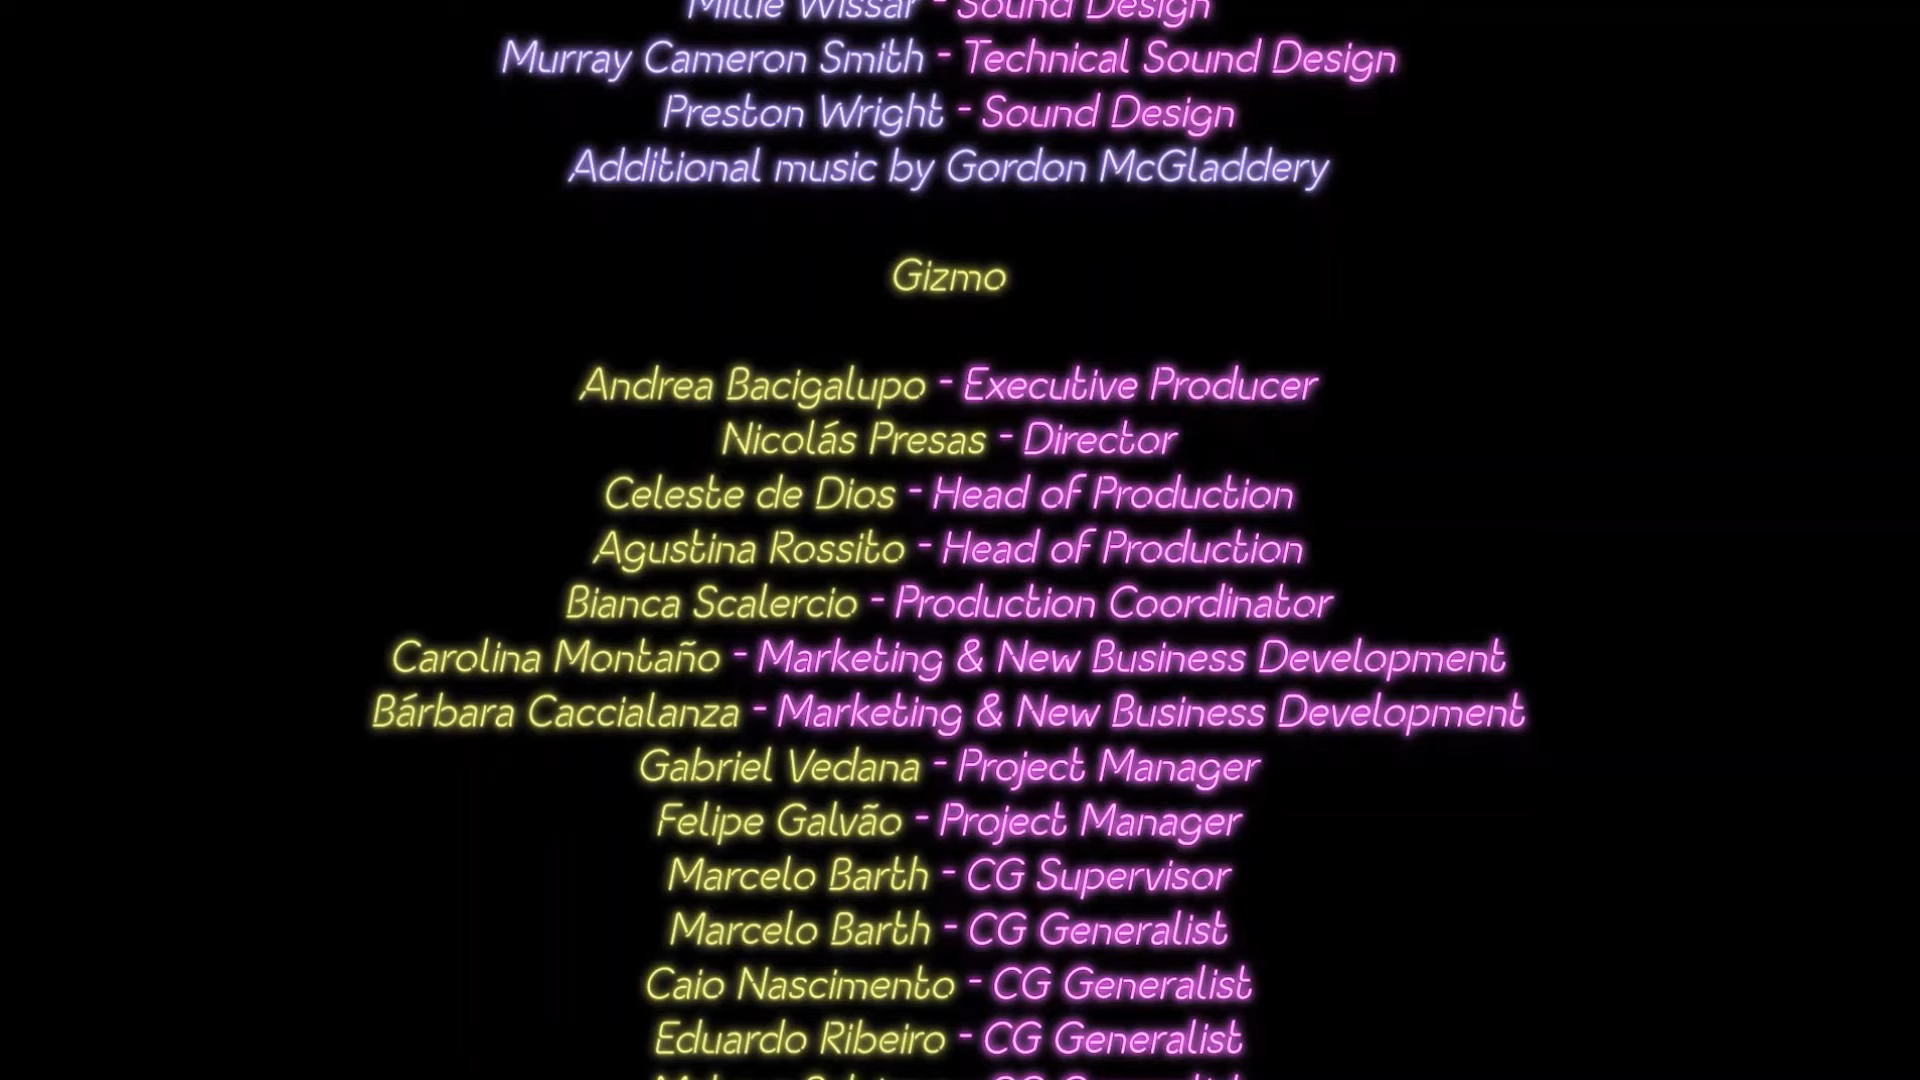 Millie Wissar - Sound Design
Murray Cameron Smith - Technical Sound Design
Preston Wright - Sound Design
Additional music by Gordon McGladdery
Gizmo
Andrea Bacigalupo - Executive Producer
Nicolás Presas - Director
Celeste de Dios - Head of Production
Agustina Rossito - Head of Production
Bianca Scalercio - Production Coordinator
Carolina Montaño - Marketing & New Business Development
Bárbara Caccialanza - Marketing & New Business Development
Gabriel Vedana - Project Manager
Felipe Galvão - Project Manager
Marcelo Barth - CG Supervisor
Marcelo Barth - CG Generalist
Caio Nascimento - CG Generalist
Eduardo Ribeiro - CG Generalist